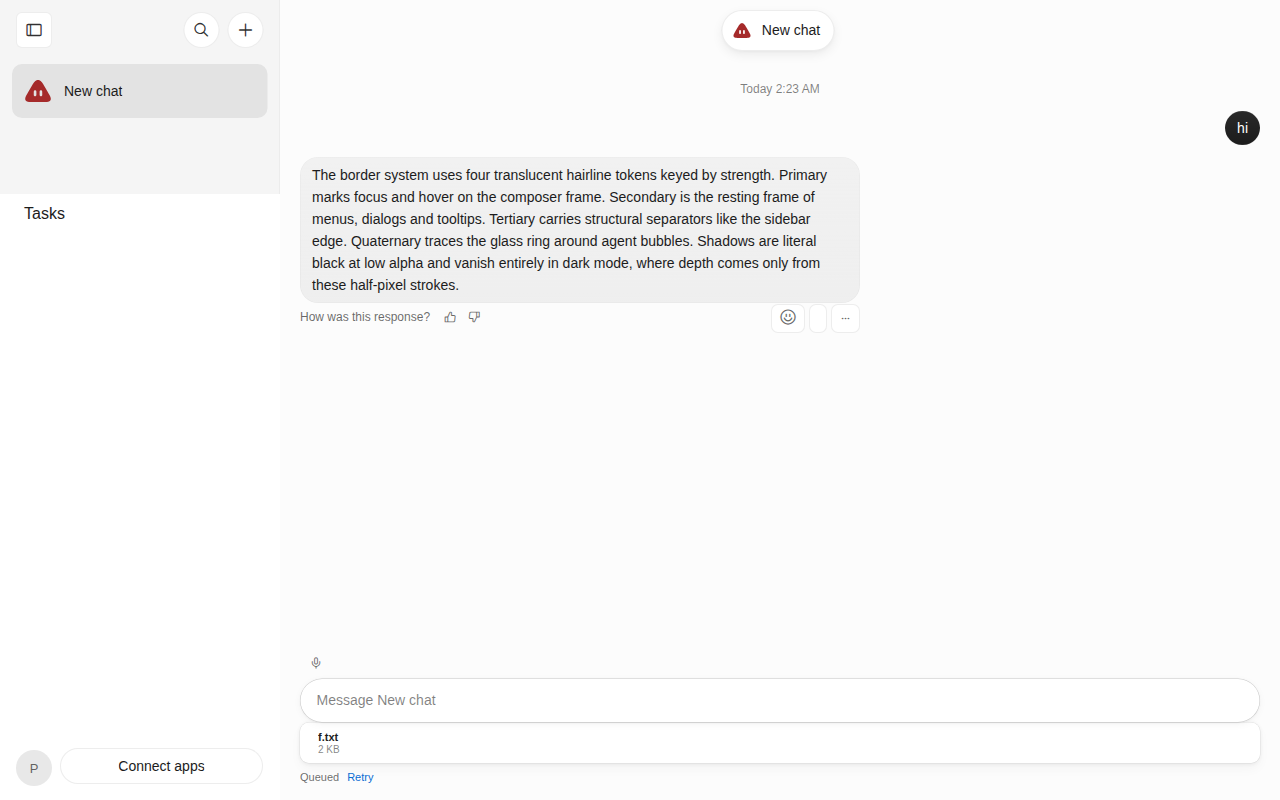 New chat
New chat
Today 2:23 AM
hi
The border system uses four translucent hairline tokens keyed by strength. Primary
marks focus and hover on the composer frame. Secondary is the resting frame of
menus, dialogs and tooltips. Tertiary carries structural separators like the sidebar
edge. Quaternary traces the glass ring around agent bubbles. Shadows are literal
black at low alpha and vanish entirely in dark mode, where depth comes only from
these half-pixel strokes.
How was this response?
Tasks
Message New chat
f.txt
2 KB
Queued Retry
P
Connect apps